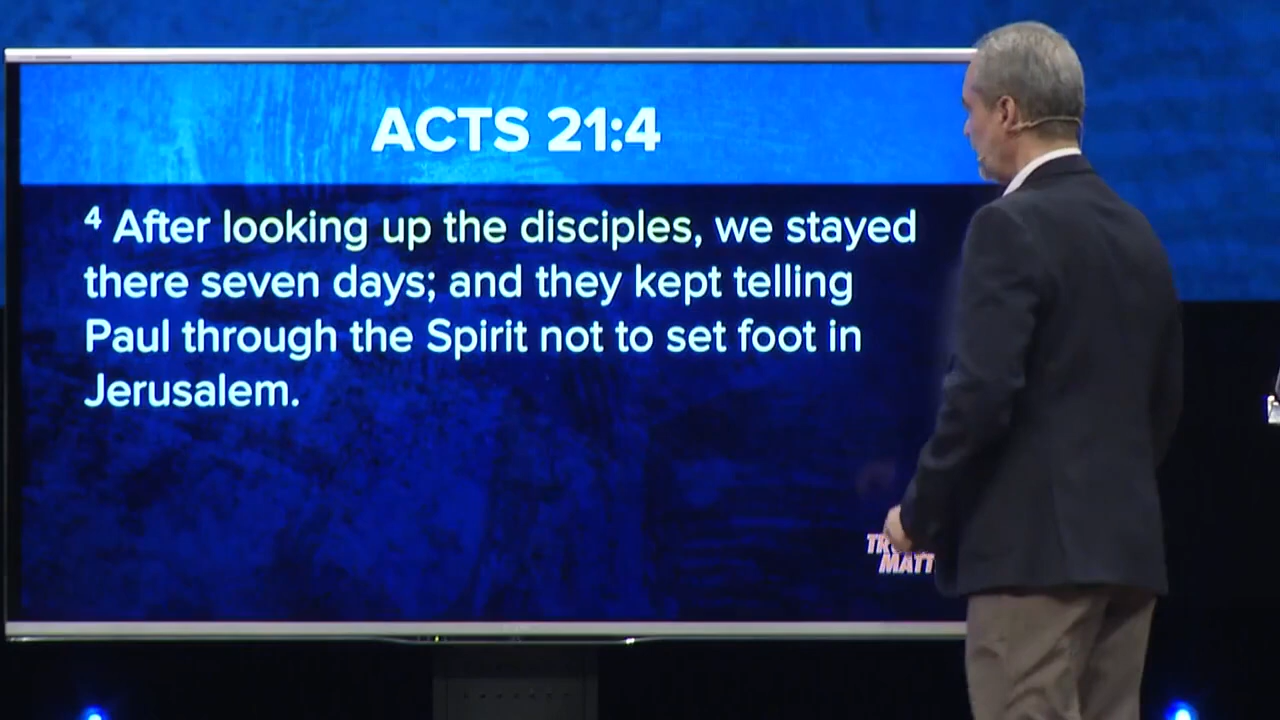 ACTS 21:4
4 After looking up the disciples, we stayed
there seven days; and they kept telling
Paul through the Spirit not to set foot in
Jerusalem.